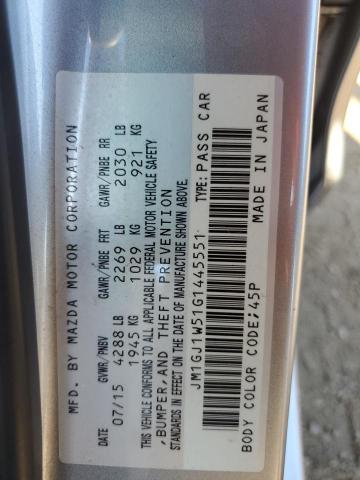 MFD. BY MAZDA MOTOR CORPORATION
DATE GVWR/PNBV GAWR/PNBE FRT GAWR/PNBE RR
07/15 4288 LB 2269 LB 2030 LB
1945 KG 1029 KG 921 KG
THIS VEHICLE CONFORMS TO ALL APPLICABLE FEDERAL MOTOR VEHICLE SAFETY
,BUMPER,AND THEFT PREVENTION
STANDARDS IN EFFECT ON THE DATE OF MANUFACTURE SHOWN ABOVE.
JM1GJ1W51G1445551 TYPE: PASS CAR
BODY COLOR CODE;45P MADE IN JAPAN